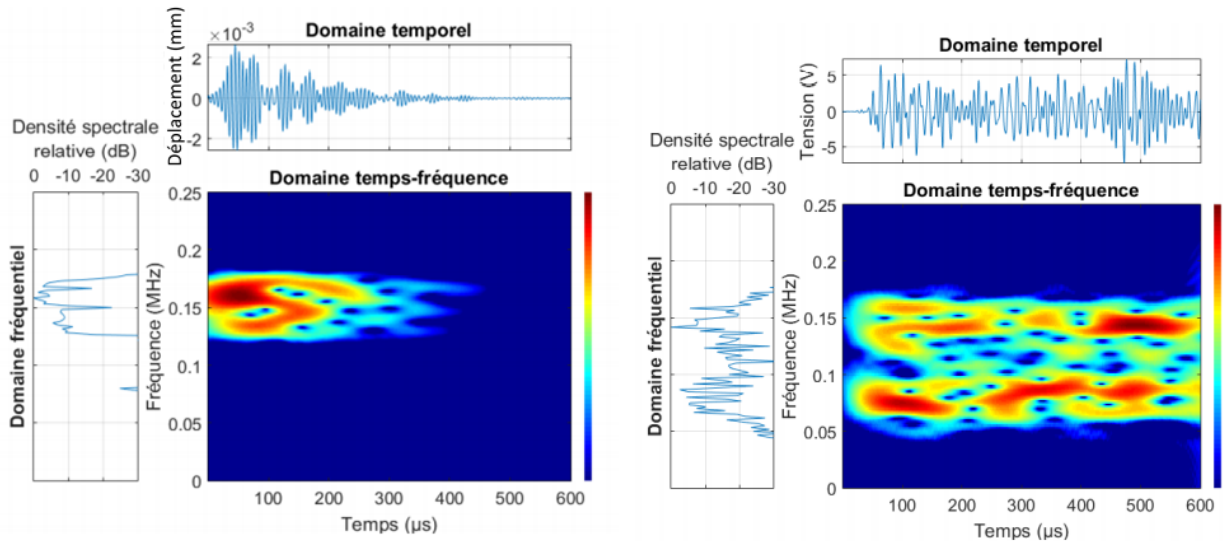 ×10⁻³
Domaine temporel
Déplacement (mm)
2
0
-2
Densité spectrale
relative (dB)
0 -10 -20 -30
Domaine temps-fréquence
Domaine fréquentiel
Fréquence (MHz)
0.25
0.2
0.15
0.1
0.05
0
100 200 300 400 500 600
Temps (µs)
Domaine temporel
Tension (V)
5
0
-5
Densité spectrale
relative (dB)
0 -10 -20 -30
Domaine temps-fréquence
Domaine fréquentiel
Fréquence (MHz)
0.25
0.2
0.15
0.1
0.05
0
100 200 300 400 500 600
Temps (µs)